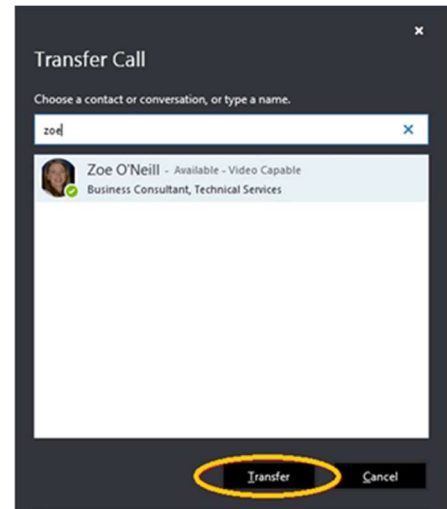 Transfer Call
Choose a contact or conversation, or type a name.
zoe
Zoe O'Neill - Available - Video Capable
Business Consultant, Technical Services
Transfer Cancel